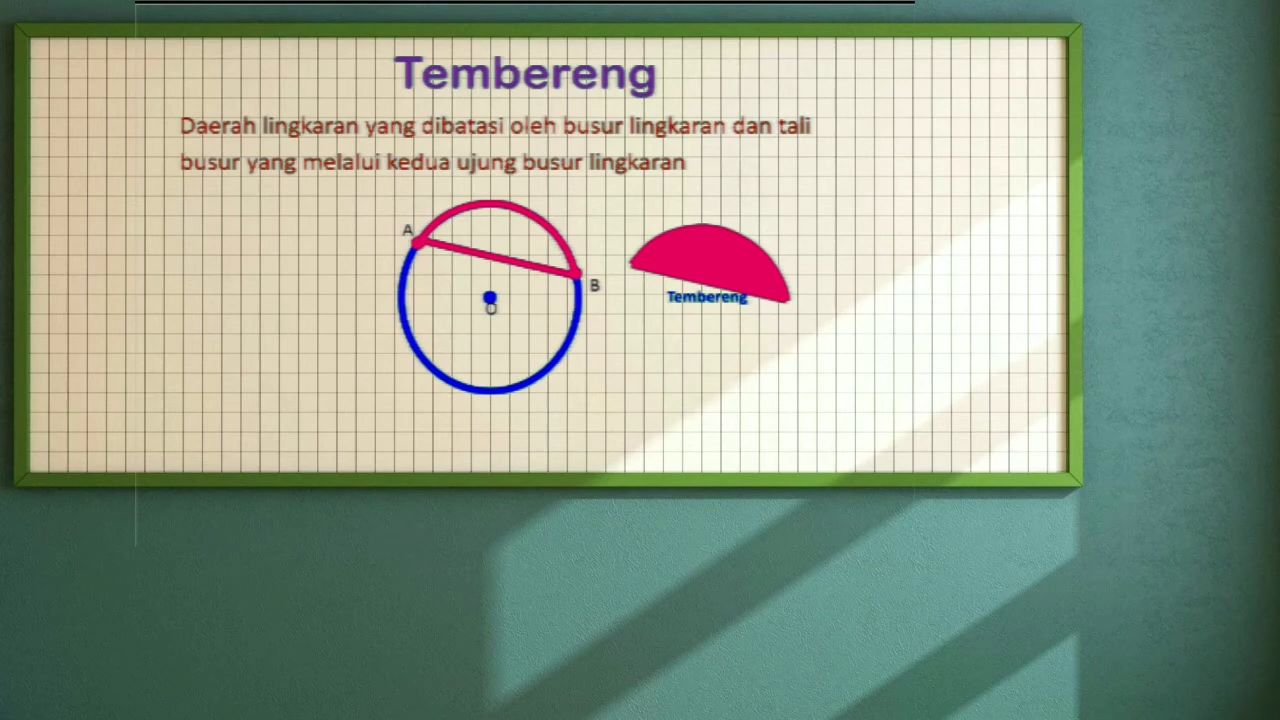 Tembereng
Daerah lingkaran yang dibatasi oleh busur lingkaran dan tali
busur yang melalui kedua ujung busur lingkaran
A
B
O
Tembereng